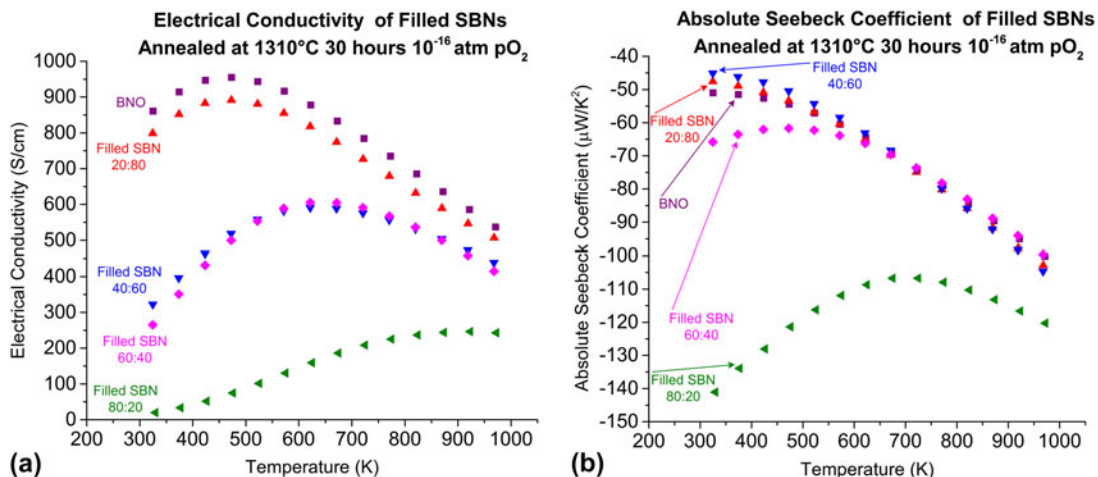 Electrical Conductivity of Filled SBNs
Annealed at 1310°C 30 hours 10⁻¹⁶ atm pO₂
Electrical Conductivity (S/cm)
1000
900
800
700
600
500
400
300
200
100
0
BNO
Filled SBN
20:80
Filled SBN
40:60
Filled SBN
60:40
Filled SBN
80:20
200 300 400 500 600 700 800 900 1000
Temperature (K)
(a)
Absolute Seebeck Coefficient of Filled SBNs
Annealed at 1310°C 30 hours 10⁻¹⁶ atm pO₂
Absolute Seebeck Coefficient (µW/K²)
-40
-50
-60
-70
-80
-90
-100
-110
-120
-130
-140
-150
Filled SBN
40:60
Filled SBN
20:80
BNO
Filled SBN
60:40
Filled SBN
80:20
200 300 400 500 600 700 800 900 1000
Temperature (K)
(b)